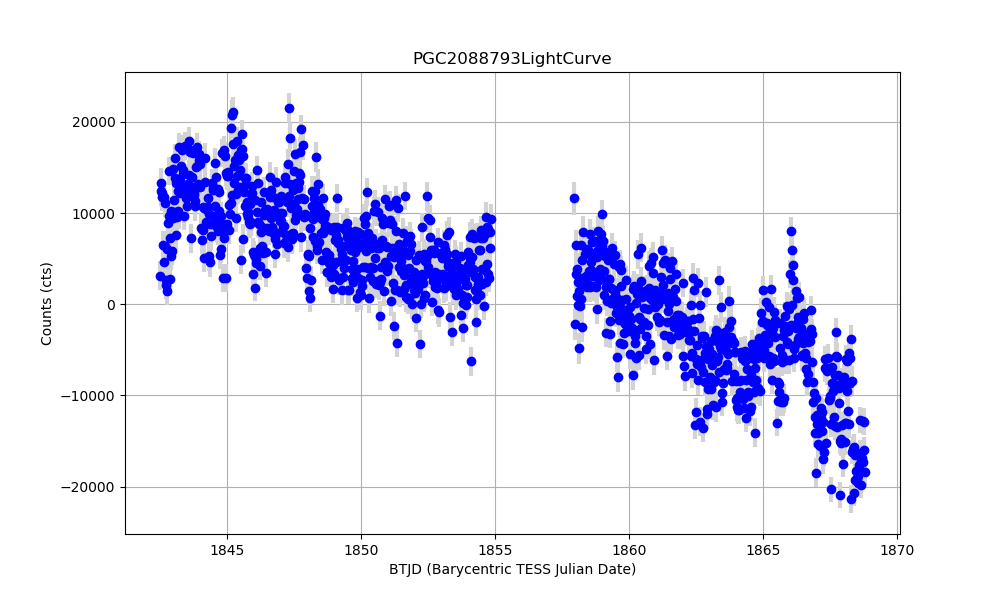 PGC2088793LightCurve
20000
10000
0
−10000
−20000
Counts (cts)
1845 1850 1855 1860 1865 1870
BTJD (Barycentric TESS Julian Date)